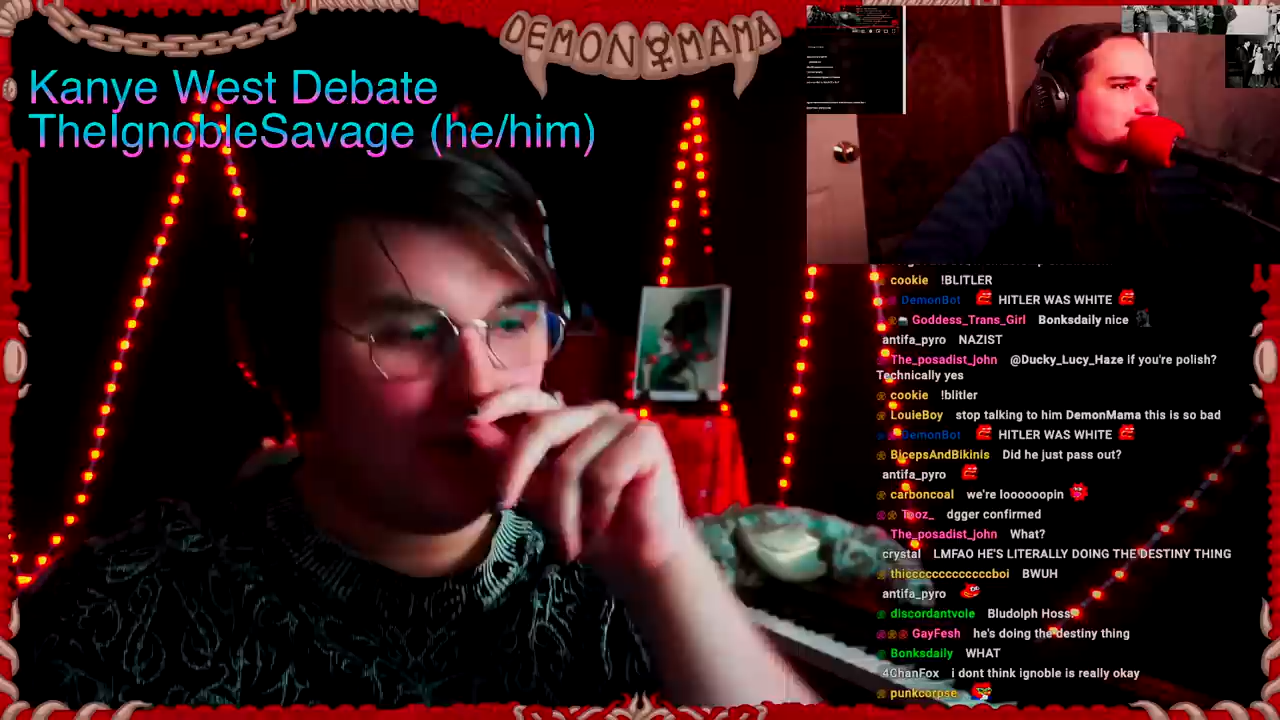 DEMON MAMA
Kanye West Debate
TheIgnobleSavage (he/him)
cookie !BLITLER
DemonBot HITLER WAS WHITE
Goddess_Trans_Girl Bonksdaily nice
antifa_pyro NAZIST
The_posadist_john @Ducky_Lucy_Haze if you're polish?
Technically yes
cookie !blitler
LouieBoy stop talking to him DemonMama this is so bad
DemonBot HITLER WAS WHITE
BicepsAndBikinis Did he just pass out?
antifa_pyro
carboncoal we're loooooopin
Tooz_ dgger confirmed
The_posadist_john What?
crystal LMFAO HE'S LITERALLY DOING THE DESTINY THING
thicccccccccccccboi BWUH
antifa_pyro
discordantvole Bludolph Hoss!
GayFesh he's doing the destiny thing
Bonksdaily WHAT
4ChanFox i dont think ignoble is really okay
punkcorpse